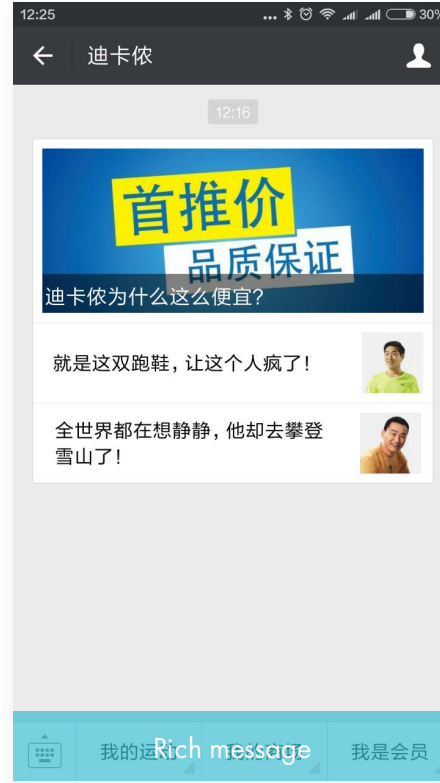 12:25
30%
迪卡侬
12:16
首推价
品质保证
迪卡侬为什么这么便宜?
就是这双跑鞋，让这个人疯了！
全世界都在想静静，他却去攀登
雪山了！
我的运
Rich message
我是会员